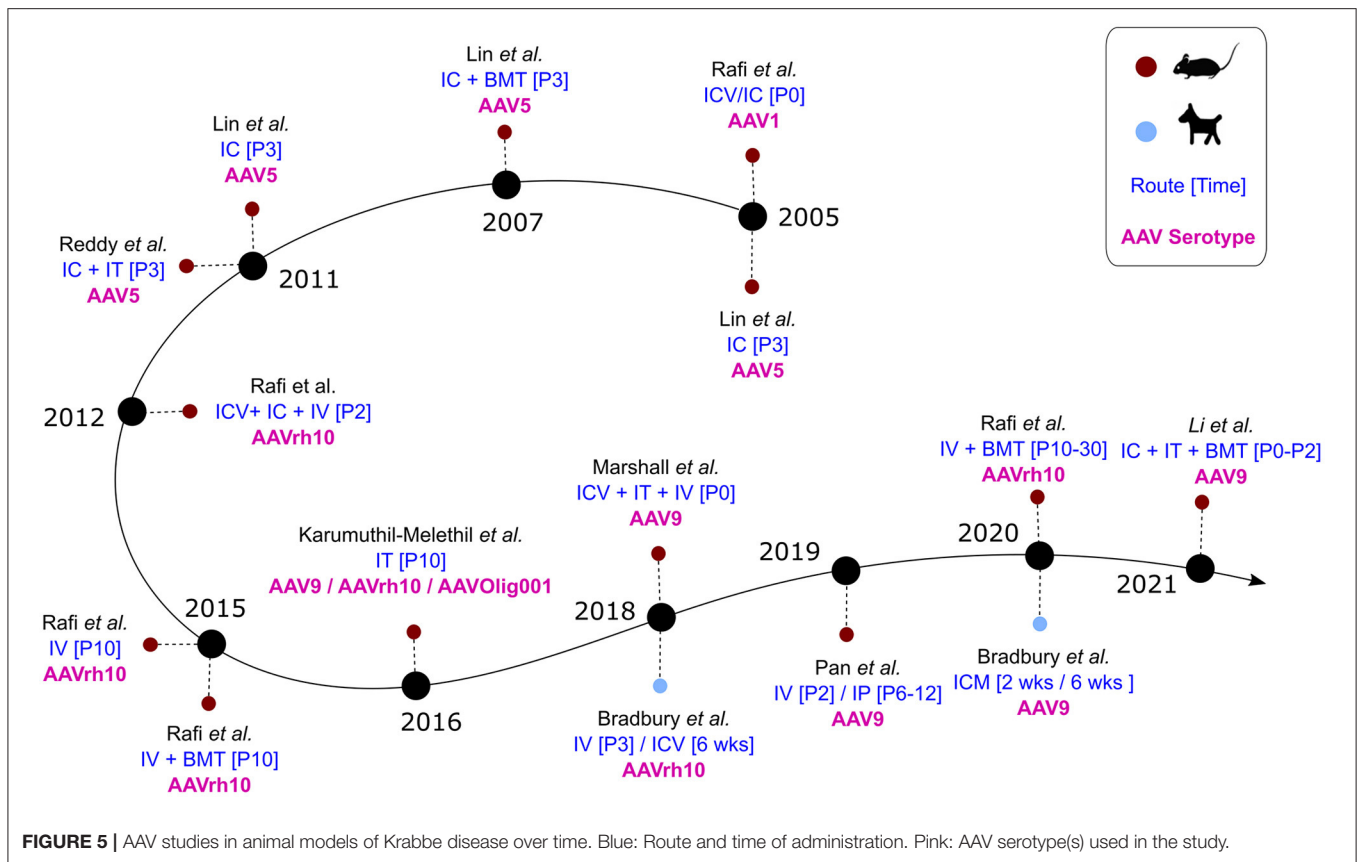 Lin et al.
IC + BMT [P3]
AAV5
Rafi et al.
ICV/IC [P0]
AAV1
Route [Time]
AAV Serotype
Lin et al.
IC [P3]
AAV5
2007
2005
Reddy et al.
IC + IT [P3]
AAV5
2011
Lin et al.
IC [P3]
AAV5
2012
Rafi et al.
ICV+ IC + IV [P2]
AAVrh10
Rafi et al.
IV + BMT [P10-30]
AAVrh10
Li et al.
IC + IT + BMT [P0-P2]
AAV9
Marshall et al.
ICV + IT + IV [P0]
AAV9
Karumuthil-Melethil et al.
IT [P10]
AAV9 / AAVrh10 / AAVOlig001
2019
2020
2021
2015
2018
Rafi et al.
IV [P10]
AAVrh10
Pan et al.
IV [P2] / IP [P6-12]
AAV9
Bradbury et al.
ICM [2 wks / 6 wks ]
AAV9
2016
Rafi et al.
IV + BMT [P10]
AAVrh10
Bradbury et al.
IV [P3] / ICV [6 wks]
AAVrh10
FIGURE 5 | AAV studies in animal models of Krabbe disease over time. Blue: Route and time of administration. Pink: AAV serotype(s) used in the study.